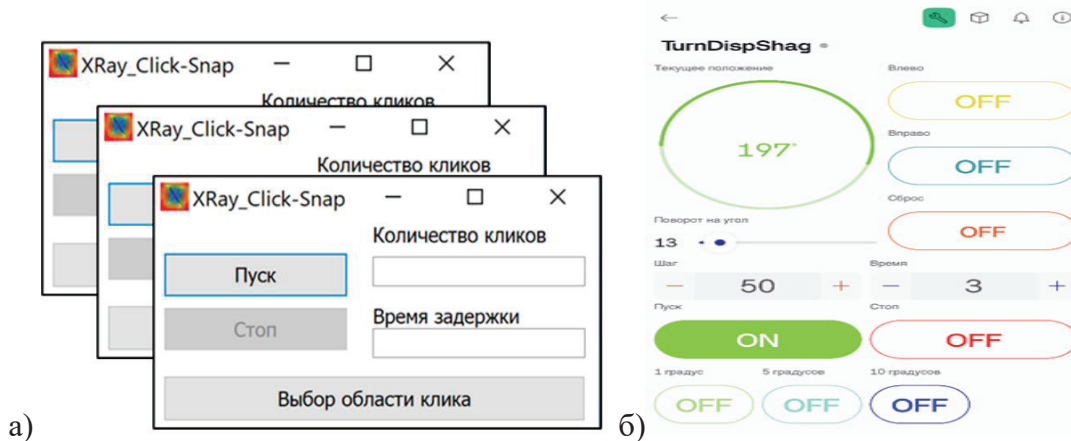 XRay_Click-Snap
Количество кликов
XRay_Click-Snap
Количество кликов
XRay_Click-Snap
Количество кликов
Пуск
Стоп
Время задержки
Выбор области клика
а)
TurnDispShag
Текущее положение
197°
Влево
OFF
Вправо
OFF
Сброс
OFF
Поворот на угол
13
Шаг
50
Время
3
Пуск
ON
Стоп
OFF
1 градус
5 градусов
10 градусов
OFF
OFF
OFF
б)